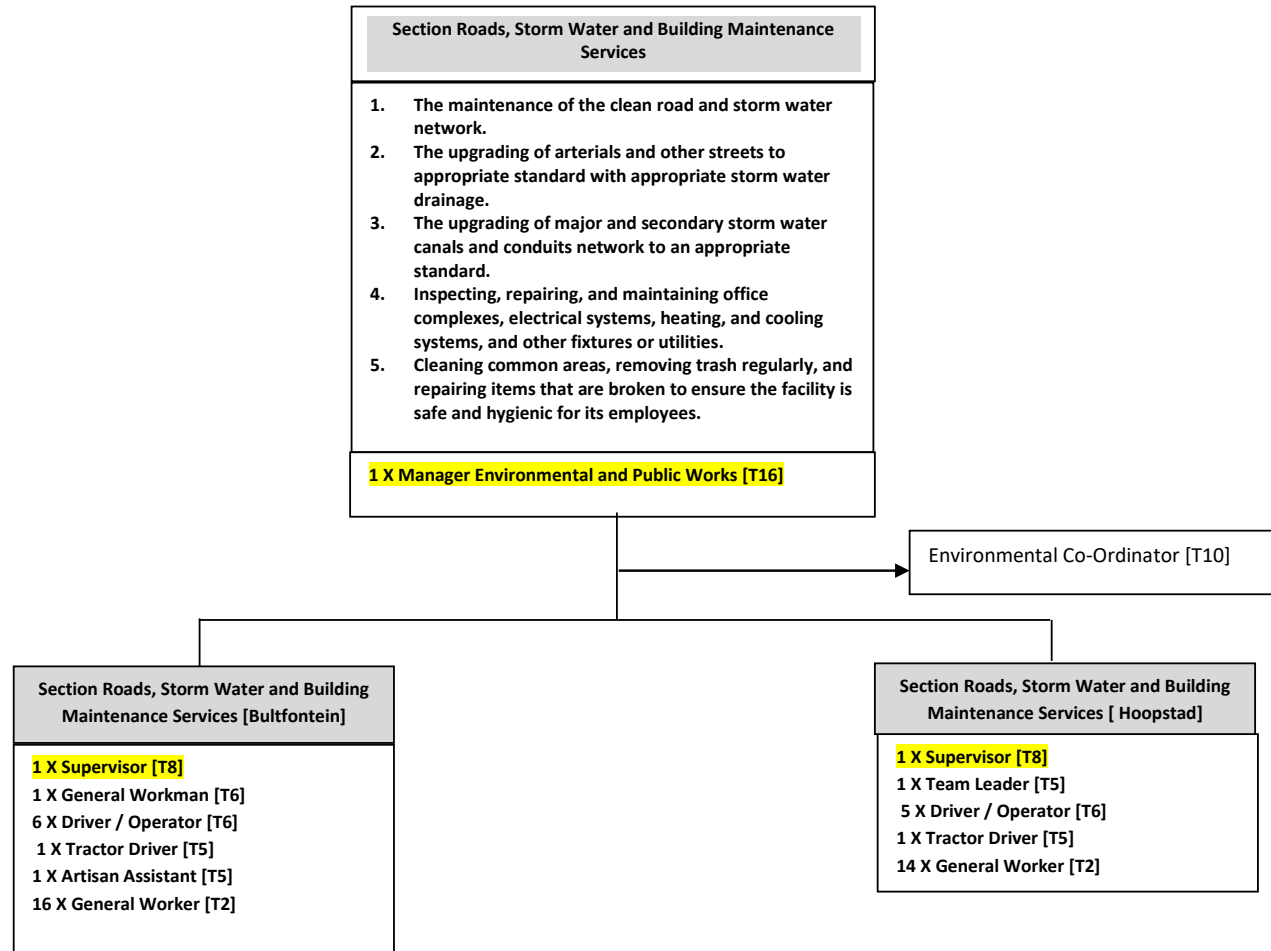 Section Roads, Storm Water and Building Maintenance
Services
1. The maintenance of the clean road and storm water
network.
2. The upgrading of arterials and other streets to
appropriate standard with appropriate storm water
drainage.
3. The upgrading of major and secondary storm water
canals and conduits network to an appropriate
standard.
4. Inspecting, repairing, and maintaining office
complexes, electrical systems, heating, and cooling
systems, and other fixtures or utilities.
5. Cleaning common areas, removing trash regularly, and
repairing items that are broken to ensure the facility is
safe and hygienic for its employees.
1 X Manager Environmental and Public Works [T16]
Environmental Co-Ordinator [T10]
Section Roads, Storm Water and Building
Maintenance Services [Bultfontein]
1 X Supervisor [T8]
1 X General Workman [T6]
6 X Driver / Operator [T6]
1 X Tractor Driver [T5]
1 X Artisan Assistant [T5]
16 X General Worker [T2]
Section Roads, Storm Water and Building
Maintenance Services [ Hoopstad]
1 X Supervisor [T8]
1 X Team Leader [T5]
5 X Driver / Operator [T6]
1 X Tractor Driver [T5]
14 X General Worker [T2]